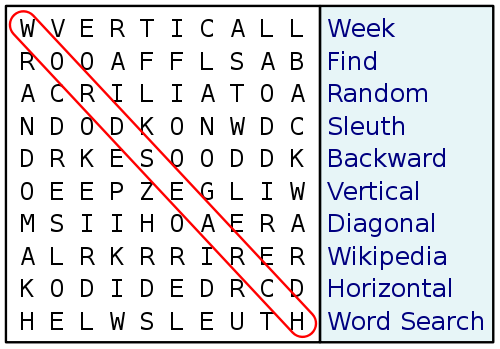 W V E R T I C A L L Week
R O O A F F L S A B Find
A C R I L I A T O A Random
N D O D K O N W D C Sleuth
D R K E S O O D D K Backward
O E E P Z E G L I W Vertical
M S I I H O A E R A Diagonal
A L R K R R I R E R Wikipedia
K O D I D E D R C D Horizontal
H E L W S L E U T H Word Search